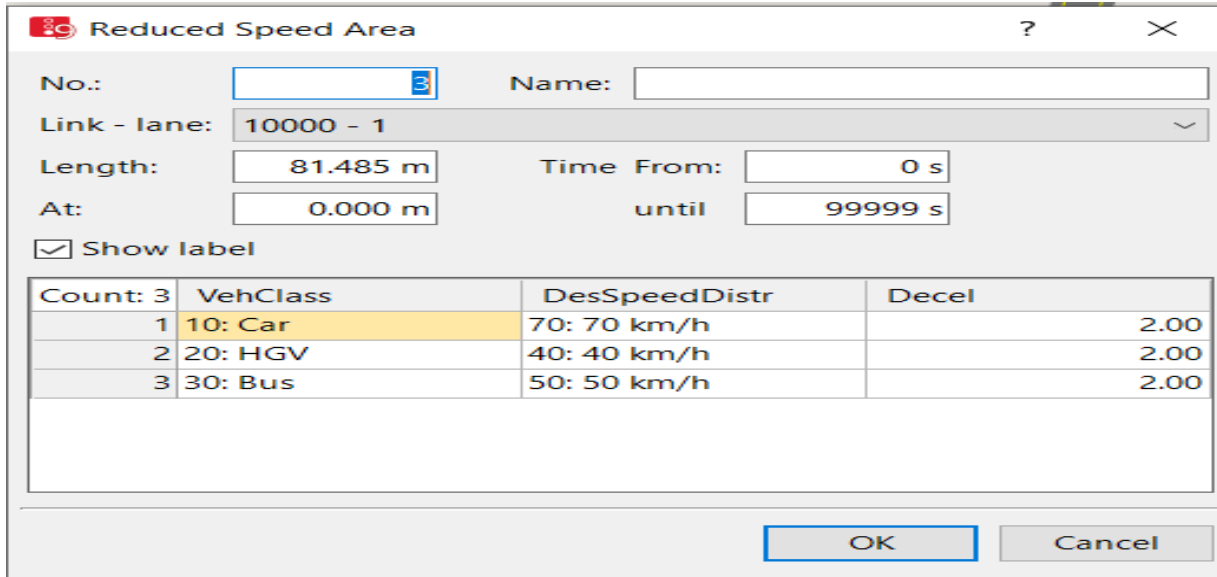 Reduced Speed Area ?
No.: 3 Name:
Link - lane: 10000 - 1
Length: 81.485 m Time From: 0 s
At: 0.000 m until 99999 s
Show label
Count: 3 VehClass DesSpeedDistr Decel
1 10: Car 70: 70 km/h 2.00
2 20: HGV 40: 40 km/h 2.00
3 30: Bus 50: 50 km/h 2.00
OK Cancel